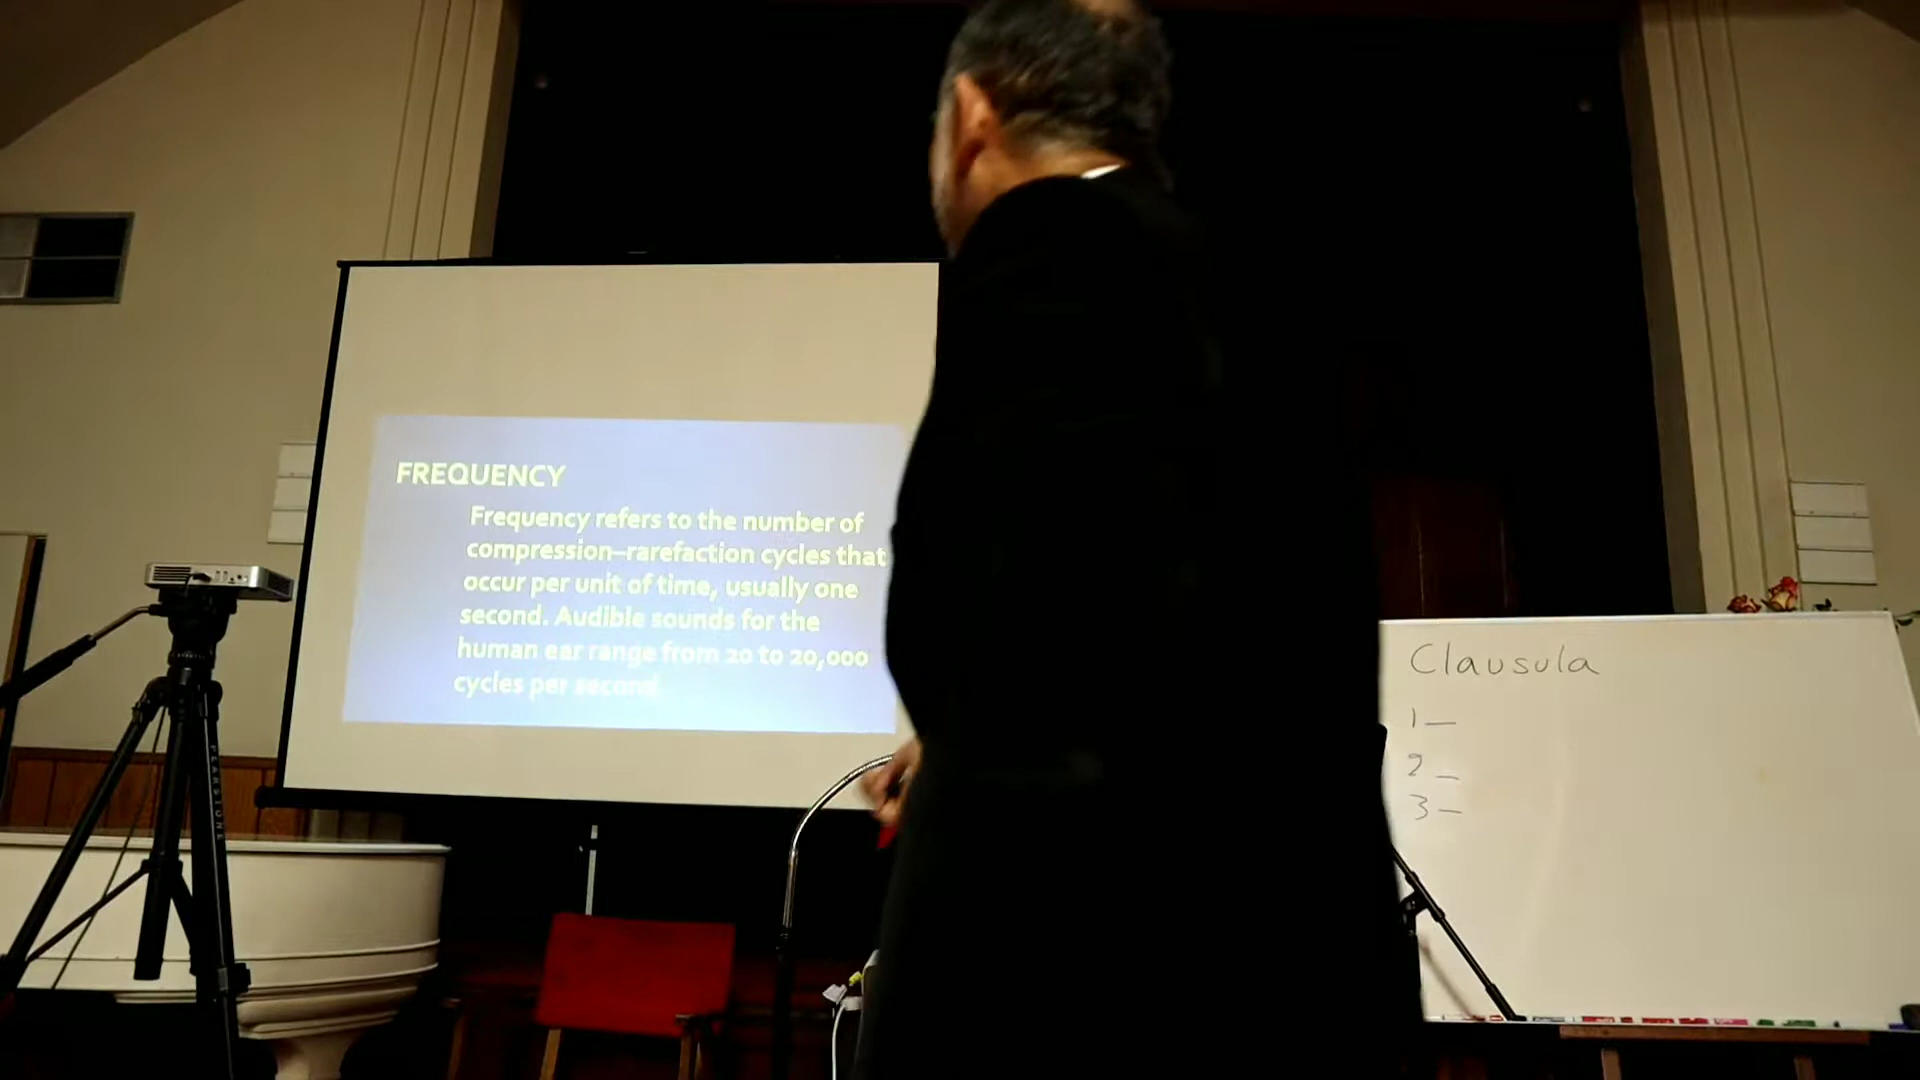 FREQUENCY
Frequency refers to the number of
compression–rarefaction cycles that
occur per unit of time, usually one
second. Audible sounds for the
human ear range from 20 to 20,000
cycles per second.
Clausula
1—
2—
3—
PEARSTONE